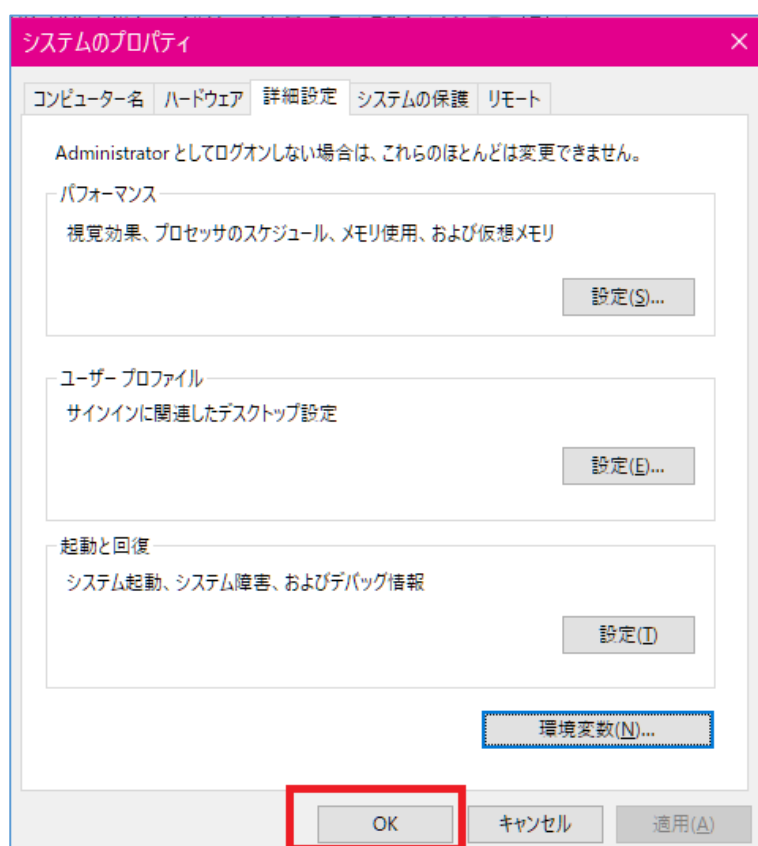 システムのプロパティ
コンピューター名 ハードウェア 詳細設定 システムの保護 リモート
Administrator としてログオンしない場合は、これらのほとんどは変更できません。
パフォーマンス
視覚効果、プロセッサのスケジュール、メモリ使用、および仮想メモリ
設定(S)...
ユーザー プロファイル
サインインに関連したデスクトップ設定
設定(E)...
起動と回復
システム起動、システム障害、およびデバッグ情報
設定(T)
環境変数(N)...
OK キャンセル 適用(A)